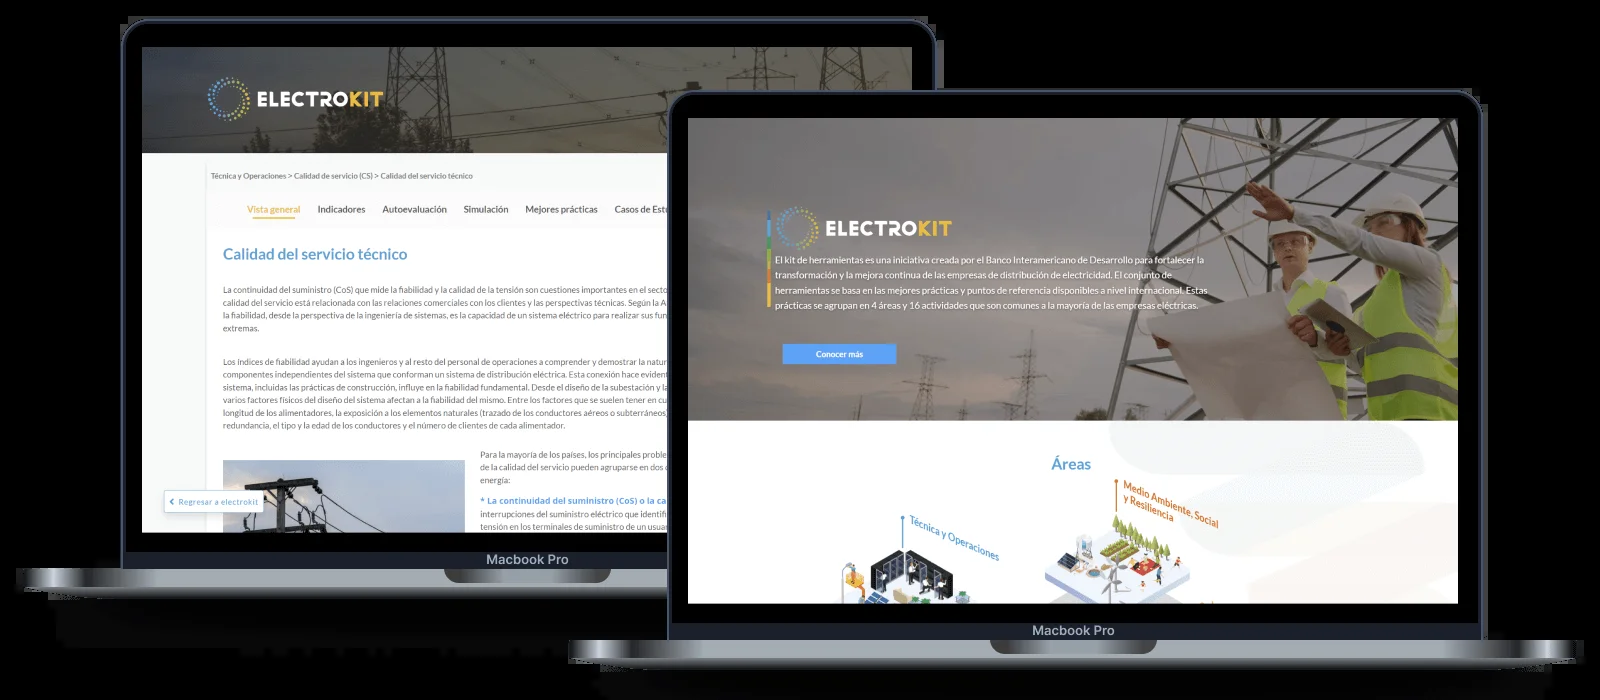 ELECTROKIT
Técnica y Operaciones > Calidad de servicio (CS) > Calidad del servicio técnico
Vista general Indicadores Autoevaluación Simulación Mejores prácticas Casos de Estu
Calidad del servicio técnico
La continuidad del suministro (CoS) que mide la fiabilidad y la calidad de la tensión son cuestiones importantes en el secto
calidad del servicio está relacionada con las relaciones comerciales con los clientes y las perspectivas técnicas. Según la A
la fiabilidad, desde la perspectiva de la ingeniería de sistemas, es la capacidad de un sistema eléctrico para realizar sus fun
extremas.
Los índices de fiabilidad ayudan a los ingenieros y al resto del personal de operaciones a comprender y demostrar la natur
componentes independientes del sistema que conforman un sistema de distribución eléctrica. Esta conexión hace evident
sistema, incluidas las prácticas de construcción, influye en la fiabilidad fundamental. Desde el diseño de la subestación y la
varios factores físicos del diseño del sistema afectan a la fiabilidad del mismo. Entre los factores que se suelen tener en cu
longitud de los alimentadores, la exposición a los elementos naturales (trazado de los conductores aéreos o subterráneos)
redundancia, el tipo y la edad de los conductores y el número de clientes de cada alimentador.
Para la mayoría de los países, los principales proble
de la calidad del servicio pueden agruparse en dos
energía:
* La continuidad del suministro (CoS) o la ca
interrupciones del suministro eléctrico que identifi
tensión en los terminales de suministro de un usuar
Regresar a electrokit
Macbook Pro
ELECTROKIT
El kit de herramientas es una iniciativa creada por el Banco Interamericano de Desarrollo para fortalecer la
transformación y la mejora continua de las empresas de distribución de electricidad. El conjunto de
herramientas se basa en las mejores prácticas y puntos de referencia disponibles a nivel internacional. Estas
prácticas se agrupan en 4 áreas y 16 actividades que son comunes a la mayoría de las empresas eléctricas.
Conocer más
Áreas
Técnica y Operaciones
Medio Ambiente, Social
y Resiliencia
Macbook Pro